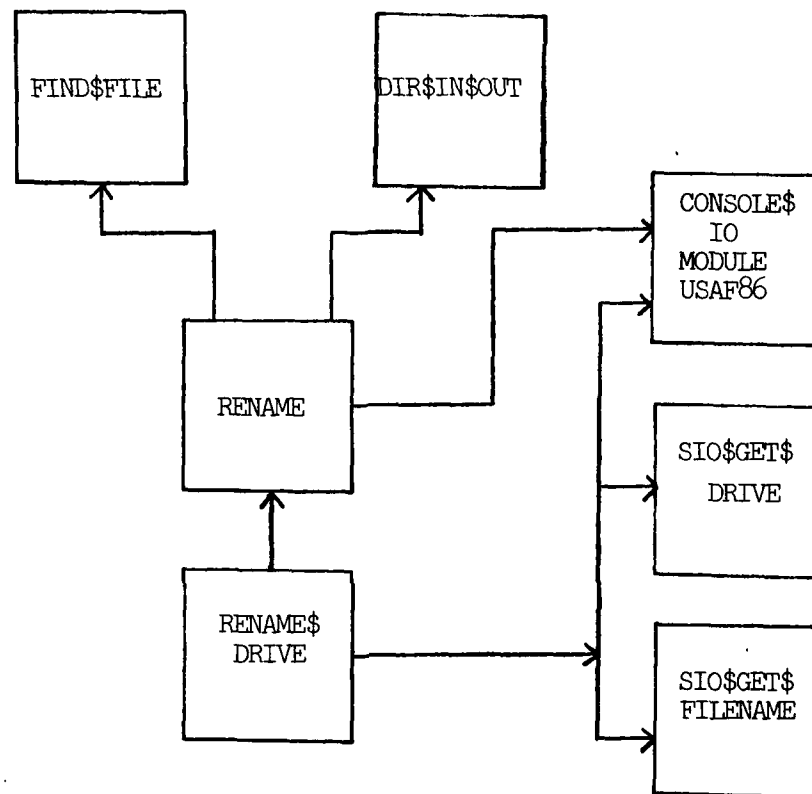 FIND$FILE
DIR$IN$OUT
CONSOLE$
IO
MODULE
USAF86
RENAME
SIO$GET$
DRIVE
RENAME$
DRIVE
SIO$GET$
FILENAME